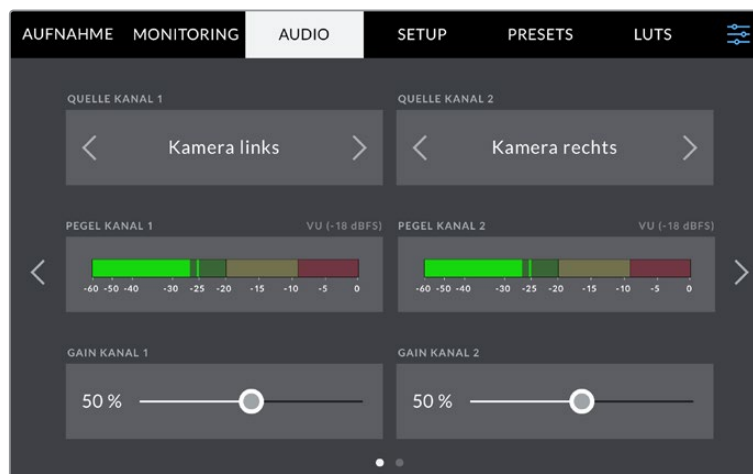 AUFNAHME MONITORING AUDIO SETUP PRESETS LUTS
QUELLE KANAL 1 QUELLE KANAL 2
Kamera links Kamera rechts
PEGEL KANAL 1 VU (-18 dBFS) PEGEL KANAL 2 VU (-18 dBFS)
-60 -50 -40 -30 -25 -20 -15 -10 -5 0 -60 -50 -40 -30 -25 -20 -15 -10 -5 0
GAIN KANAL 1 GAIN KANAL 2
50 % 50 %